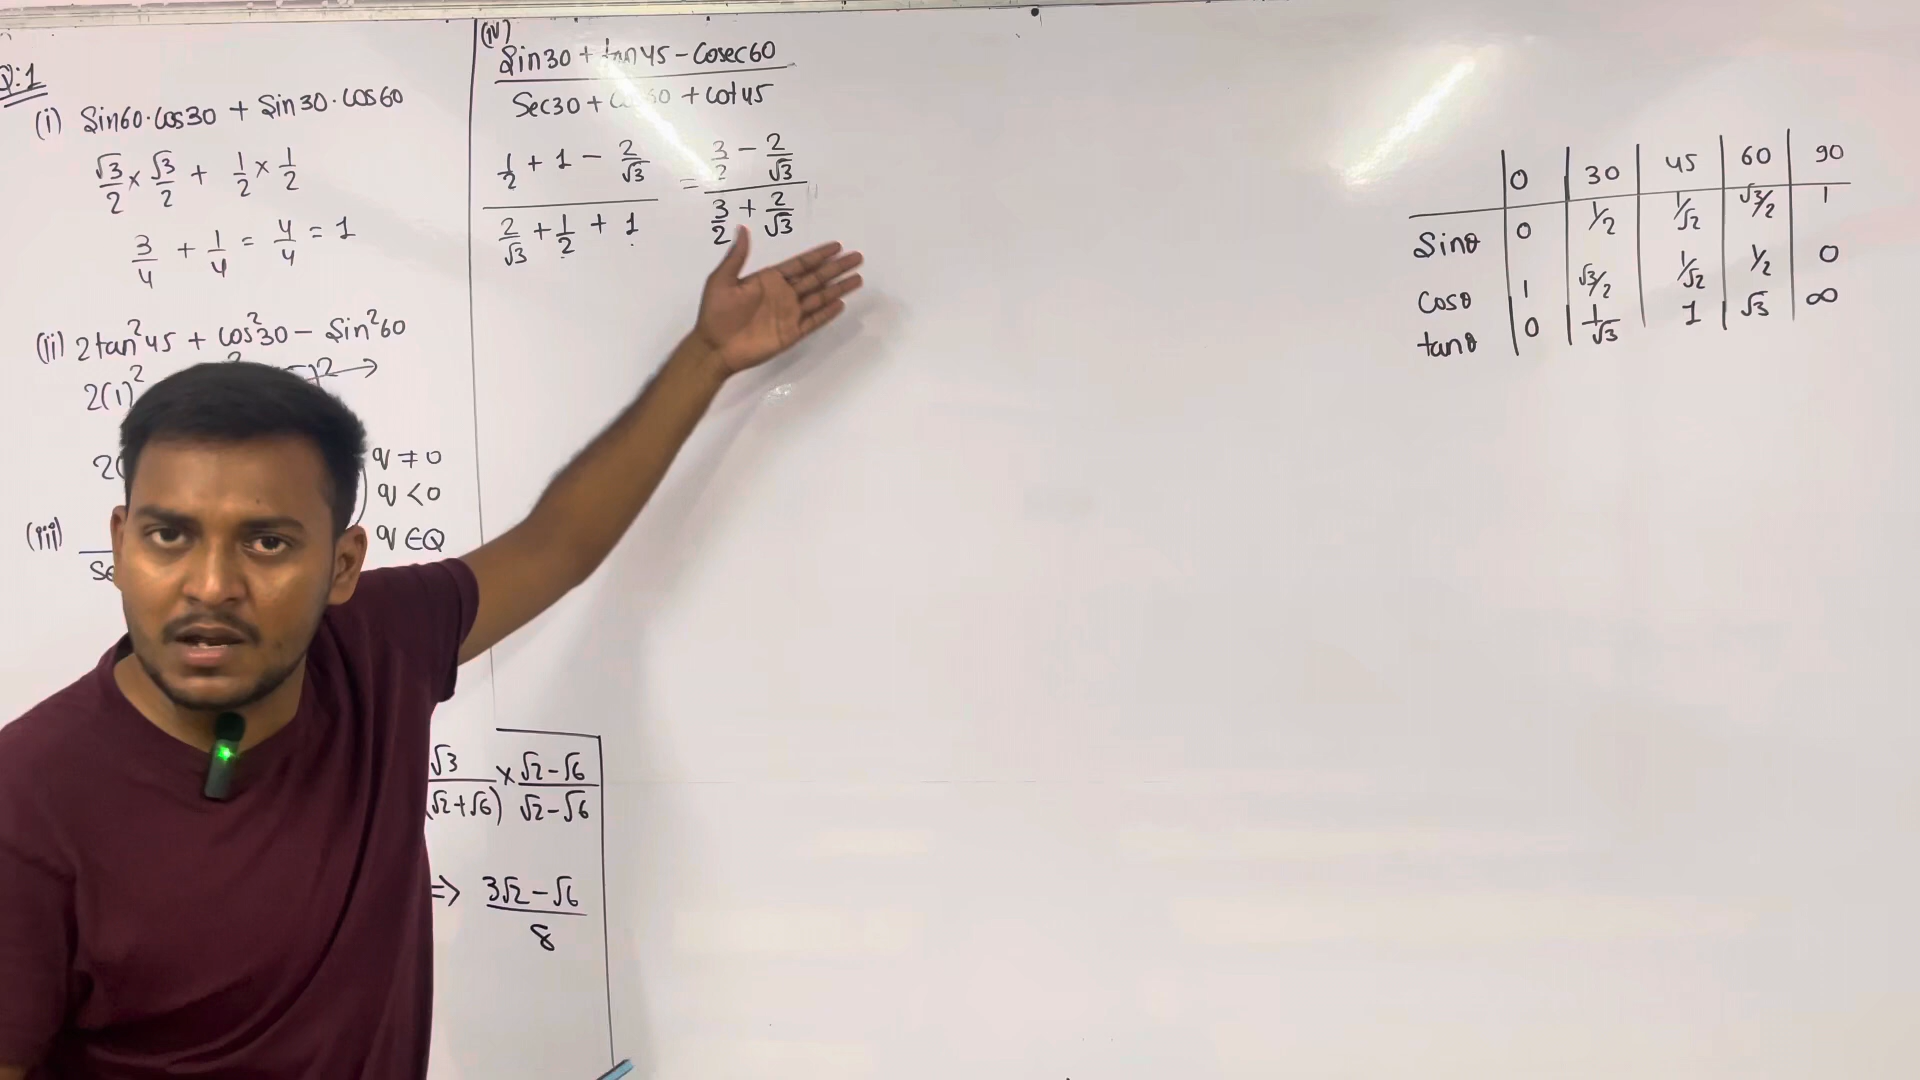 Q:1
(i) Sin60·Cos30 + Sin30·Cos60
√3/2 × √3/2 + 1/2 × 1/2
3/4 + 1/4 = 4/4 = 1
(ii) 2tan²45 + Cos²30 – Sin²60
2(1)²
2(
q ≠ 0
q < 0
q ∈ Q
(iii)
Se
√3/(√2+√6) × √2–√6/√2–√6
=> 3√2–√6/8
(iv)
Sin30 + tan45 – Cosec60
Sec30 + 60 + Cot45
1/2 + 1 – 2/√3
2/√3 + 1/2 + 1
= 3/2 – 2/√3
3/2 + 2/√3
0 30 45 60 90
Sinθ 0 1/2 1/√2 √3/2 1
Cosθ 1 √3/2 1/√2 1/2 0
tanθ 0 1/√3 1 √3 ∞